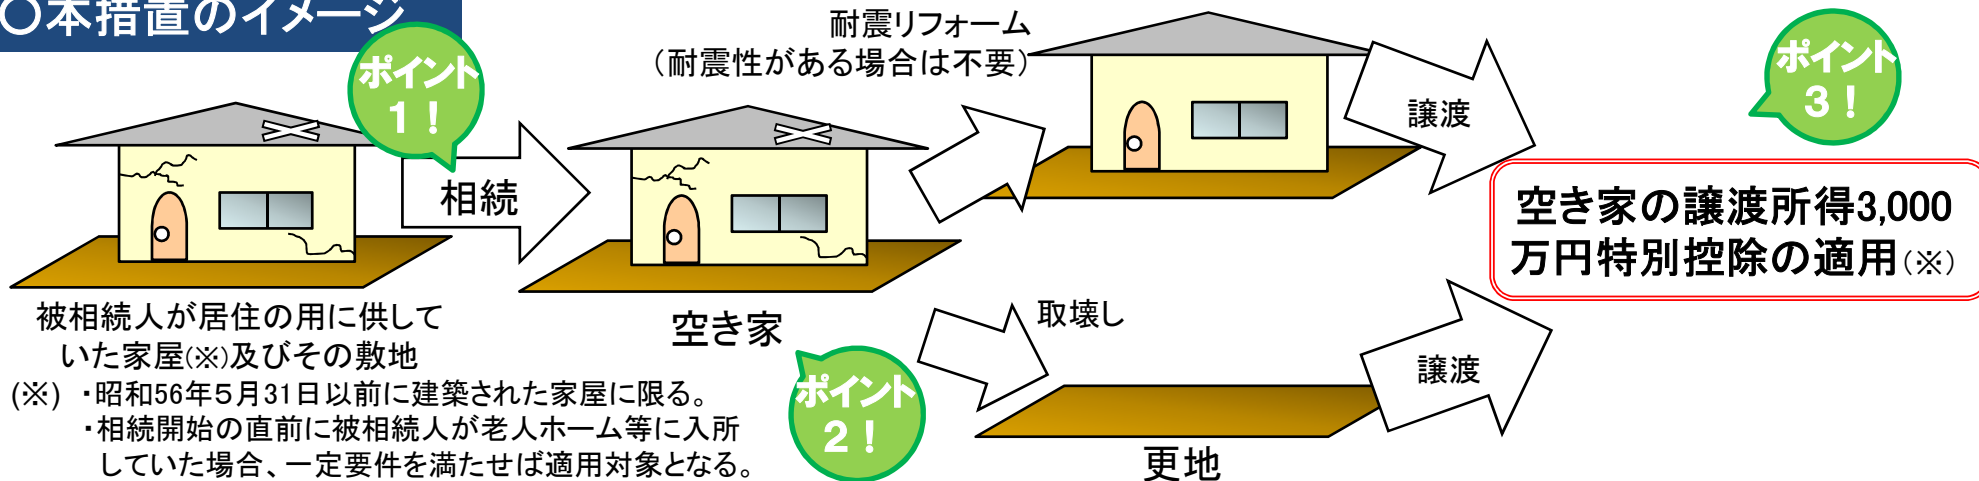 〇本措置のイメージ
ポイント
1！
相続
被相続人が居住の用に供して
いた家屋(※)及びその敷地
(※) ・昭和56年５月31日以前に建築された家屋に限る。
・相続開始の直前に被相続人が老人ホーム等に入所
していた場合、一定要件を満たせば適用対象となる。
空き家
ポイント
2！
耐震リフォーム
（耐震性がある場合は不要）
譲渡
取壊し
更地
譲渡
ポイント
3！
空き家の譲渡所得3,000
万円特別控除の適用(※)